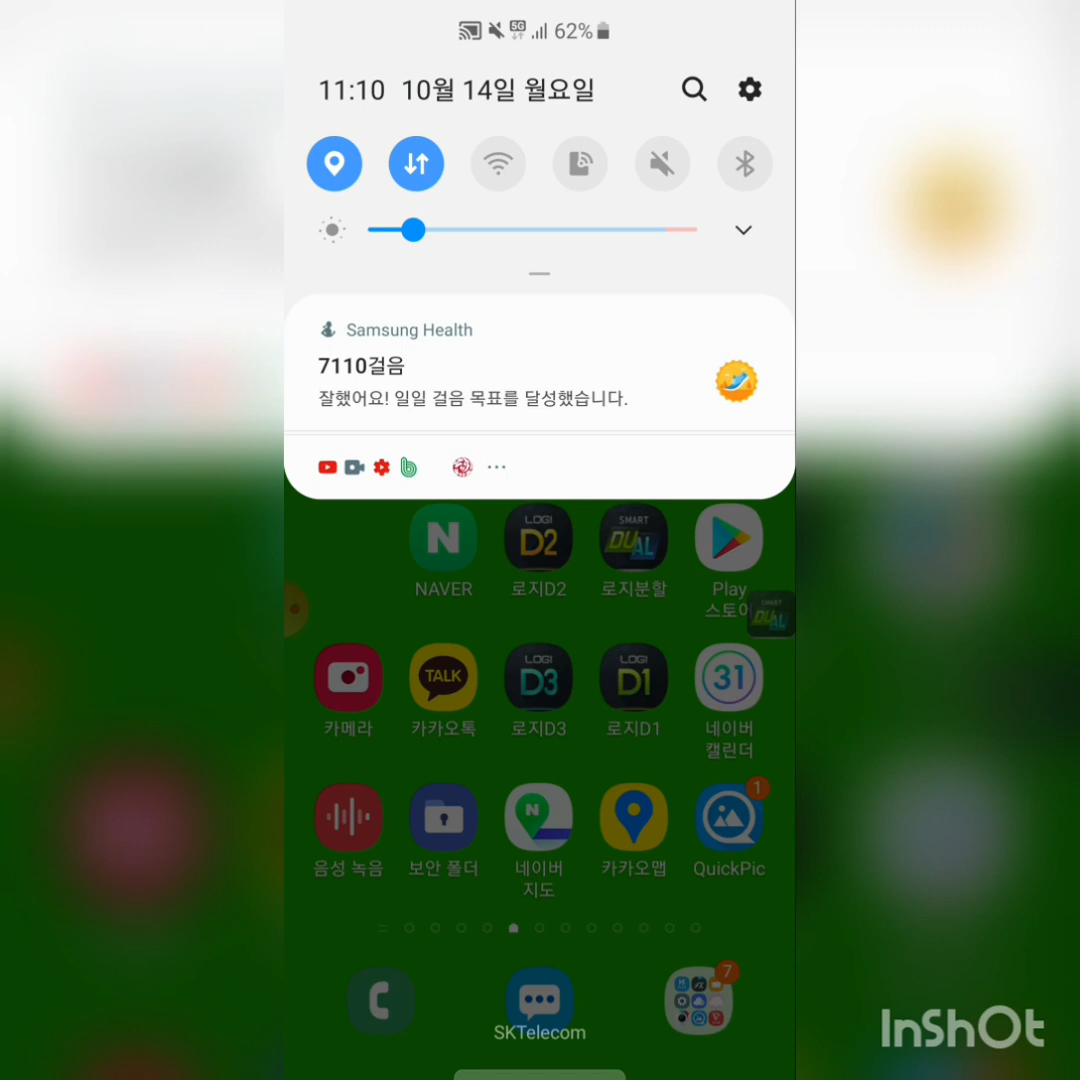 5G 62%
11:10 10월 14일 월요일
Samsung Health
7110걸음
잘했어요! 일일 걸음 목표를 달성했습니다.
N
LOGI
D2
SMART
DUAL
NAVER
로지D2
로지분할
Play
스토어
SMART
DUAL
TALK
LOGI
D3
LOGI
D1
31
카메라
카카오톡
로지D3
로지D1
네이버
캘린더
N
1
음성 녹음
보안 폴더
네이버
지도
카카오맵
QuickPic
7
SKTelecom
InShOt